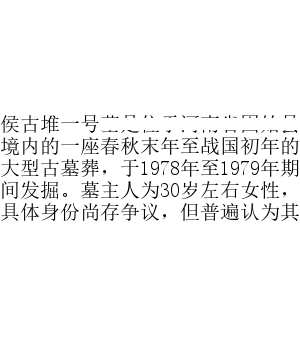 侯古堆一号
境内的一座春秋末年至战国初年的
大型古墓葬，于1978年至1979年期
间发掘。墓主人为30岁左右女性，
具体身份尚存争议，但普遍认为其